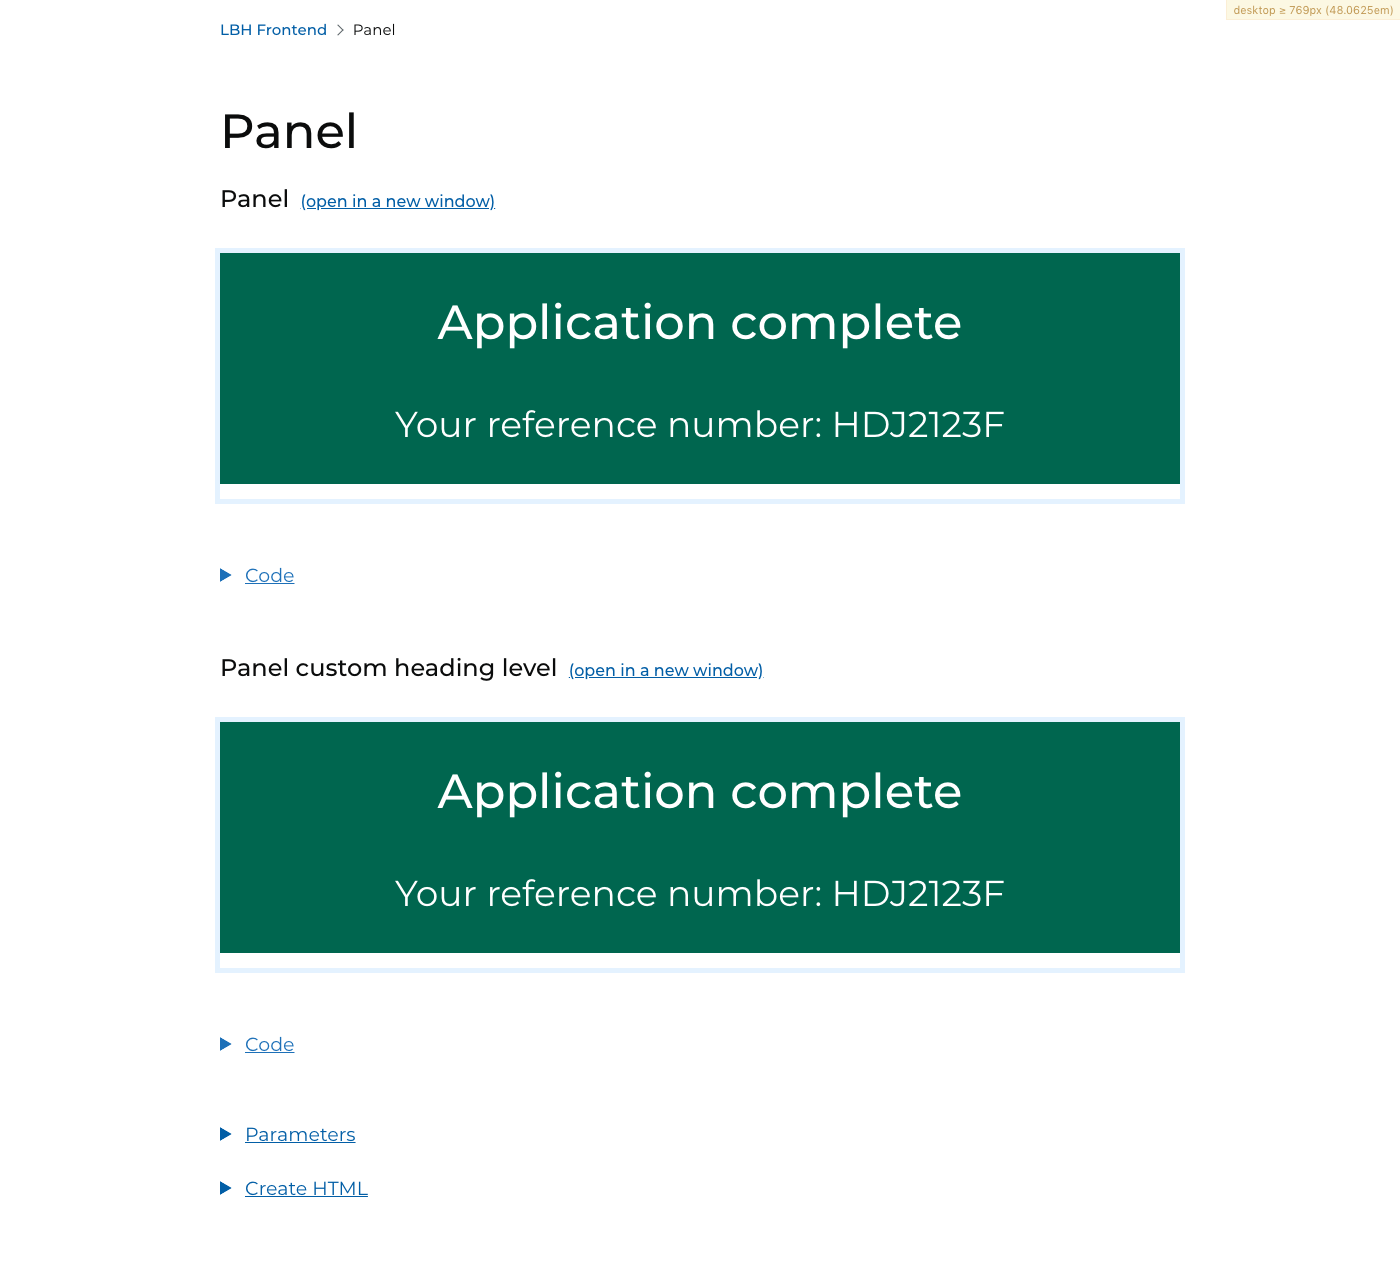 desktop ≥ 769px (48.0625em)
LBH Frontend > Panel
Panel
Panel (open in a new window)
Application complete
Your reference number: HDJ2123F
Code
Panel custom heading level (open in a new window)
Application complete
Your reference number: HDJ2123F
Code
Parameters
Create HTML